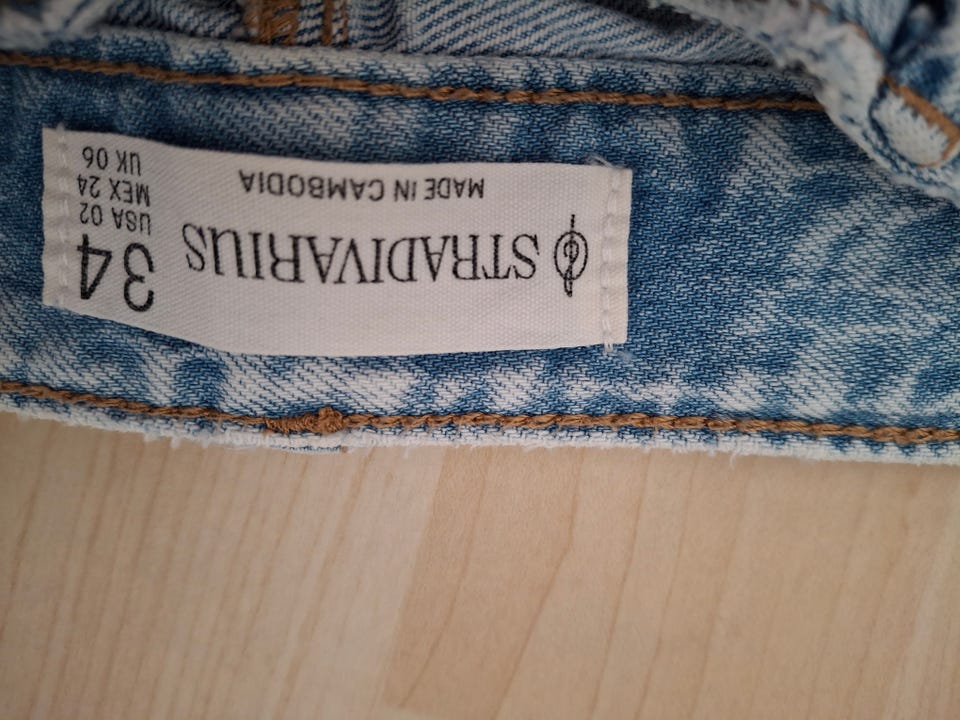 STRADIVARIUS
MADE IN CAMBODIA
34
USA 02
MEX 24
UK 06